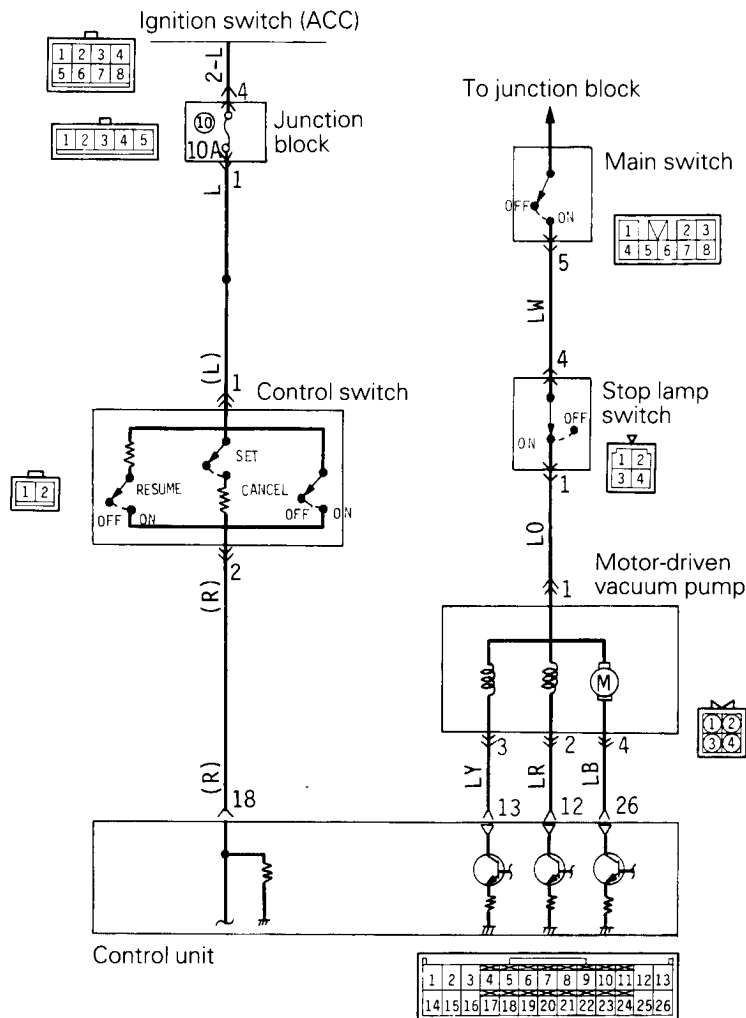 Ignition switch (ACC)
1 2 3 4
5 6 7 8
2-L
4
10
10A
Junction
block
1 2 3 4 5
1
L
(L)
1
Control switch
SET
RESUME
CANCEL
OFF
ON
OFF
ON
1 2
2
(R)
(R)
18
To junction block
Main switch
OFF
ON
1 2 3
4 5 6 7 8
5
LW
4
Stop lamp
switch
OFF
ON
1 2
3 4
1
LO
Motor-driven
vacuum pump
1
M
1 2
3 4
3
2
4
LY
LR
LB
13
12
26
Control unit
1 2 3 4 5 6 7 8 9 10 11 12 13
14 15 16 17 18 19 20 21 22 23 24 25 26